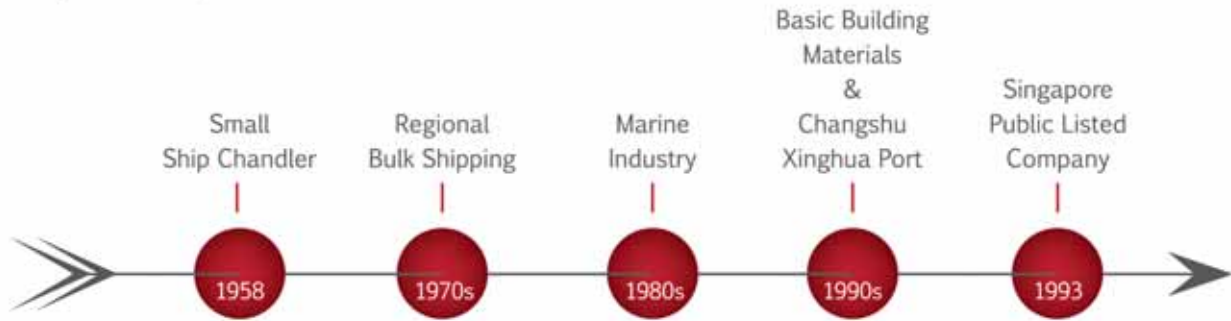 Small
Ship Chandler
1958
Regional
Bulk Shipping
1970s
Marine
Industry
1980s
Basic Building
Materials
&
Changshu
Xinghua Port
1990s
Singapore
Public Listed
Company
1993